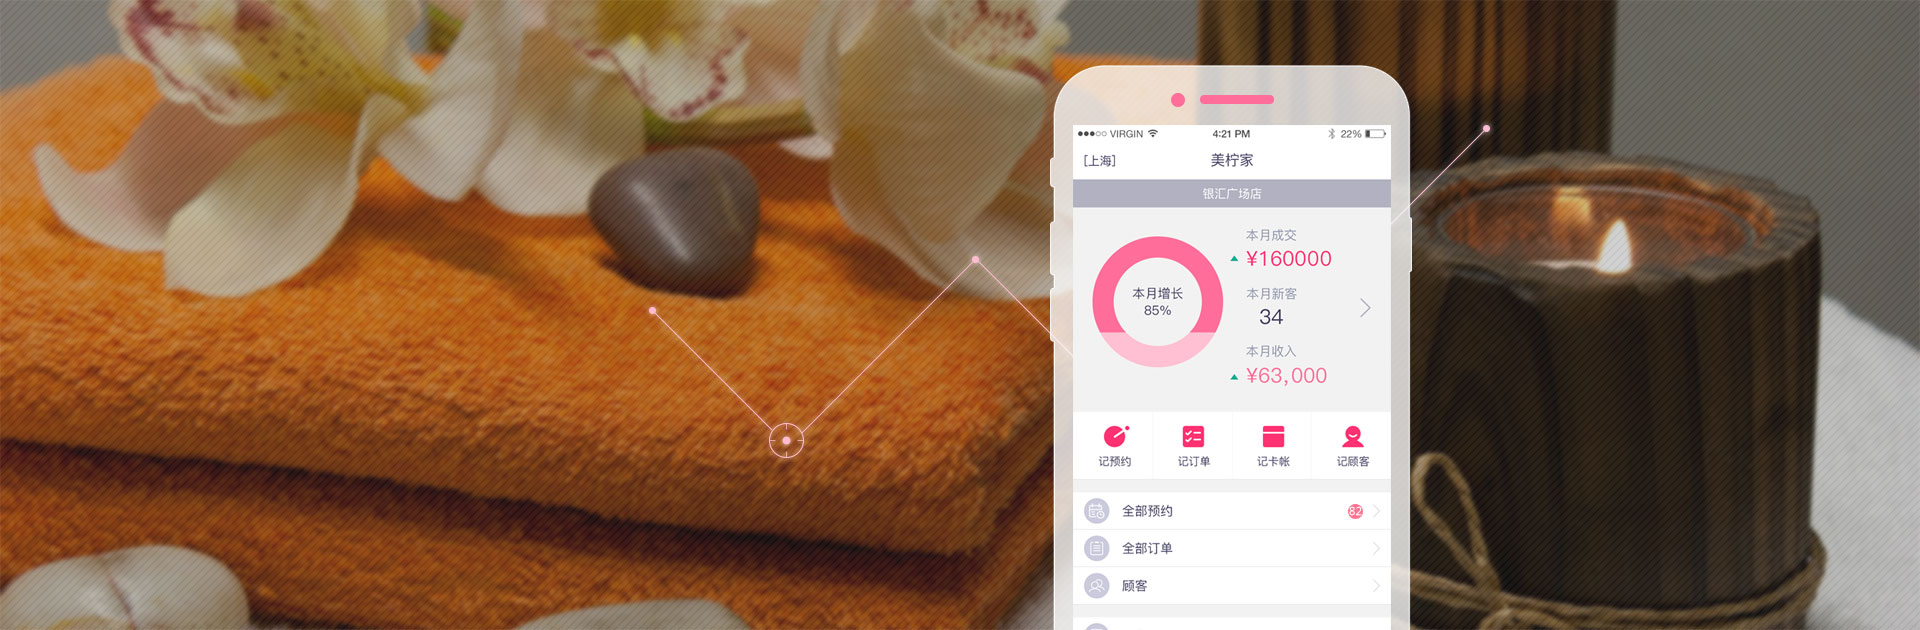 VIRGIN 4:21 PM 22%
[上海] 美柠家
银汇广场店
本月成交
¥160000
本月增长
85%
本月新客
34
本月收入
¥63,000
记预约 记订单 记卡帐 记顾客
全部预约 82
全部订单
顾客